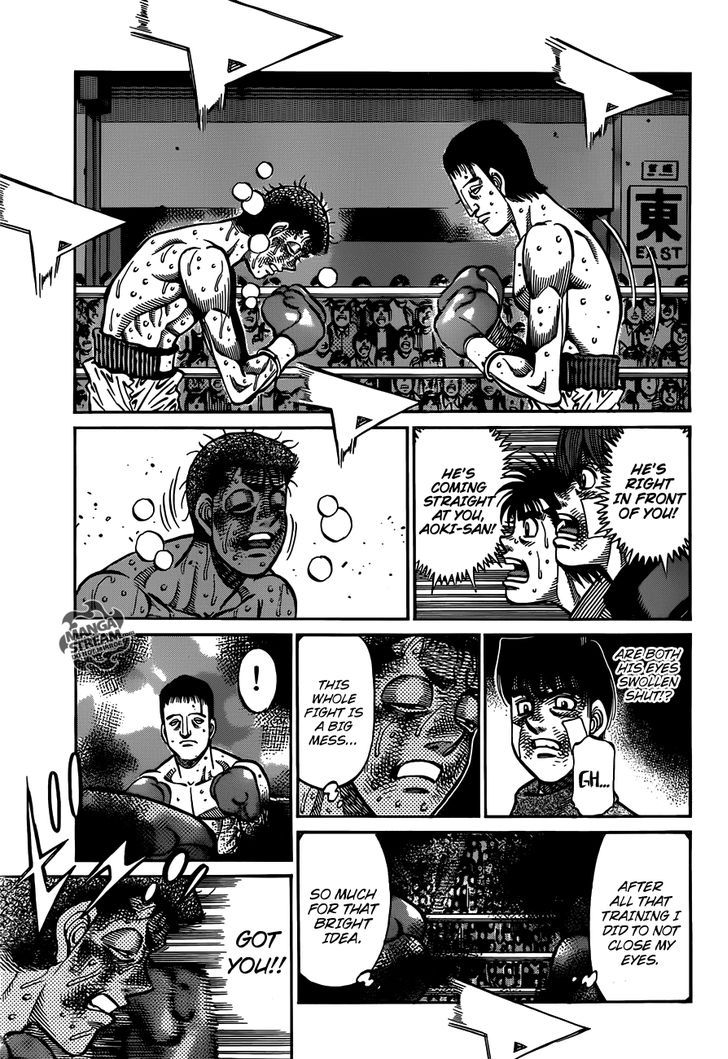 東
EAST
HE'S
RIGHT
IN FRONT
OF YOU!
HE'S
COMING
STRAIGHT
AT YOU,
AOKI-SAN!
ARE BOTH
HIS EYES
SWOLLEN
SHUT!?
GH...
THIS
WHOLE
FIGHT IS
A BIG
MESS...
!
MANGA
STREAM
AFTER
ALL THAT
TRAINING I
DID TO NOT
CLOSE MY
EYES.
SO MUCH
FOR THAT
BRIGHT
IDEA.
GOT
YOU!!